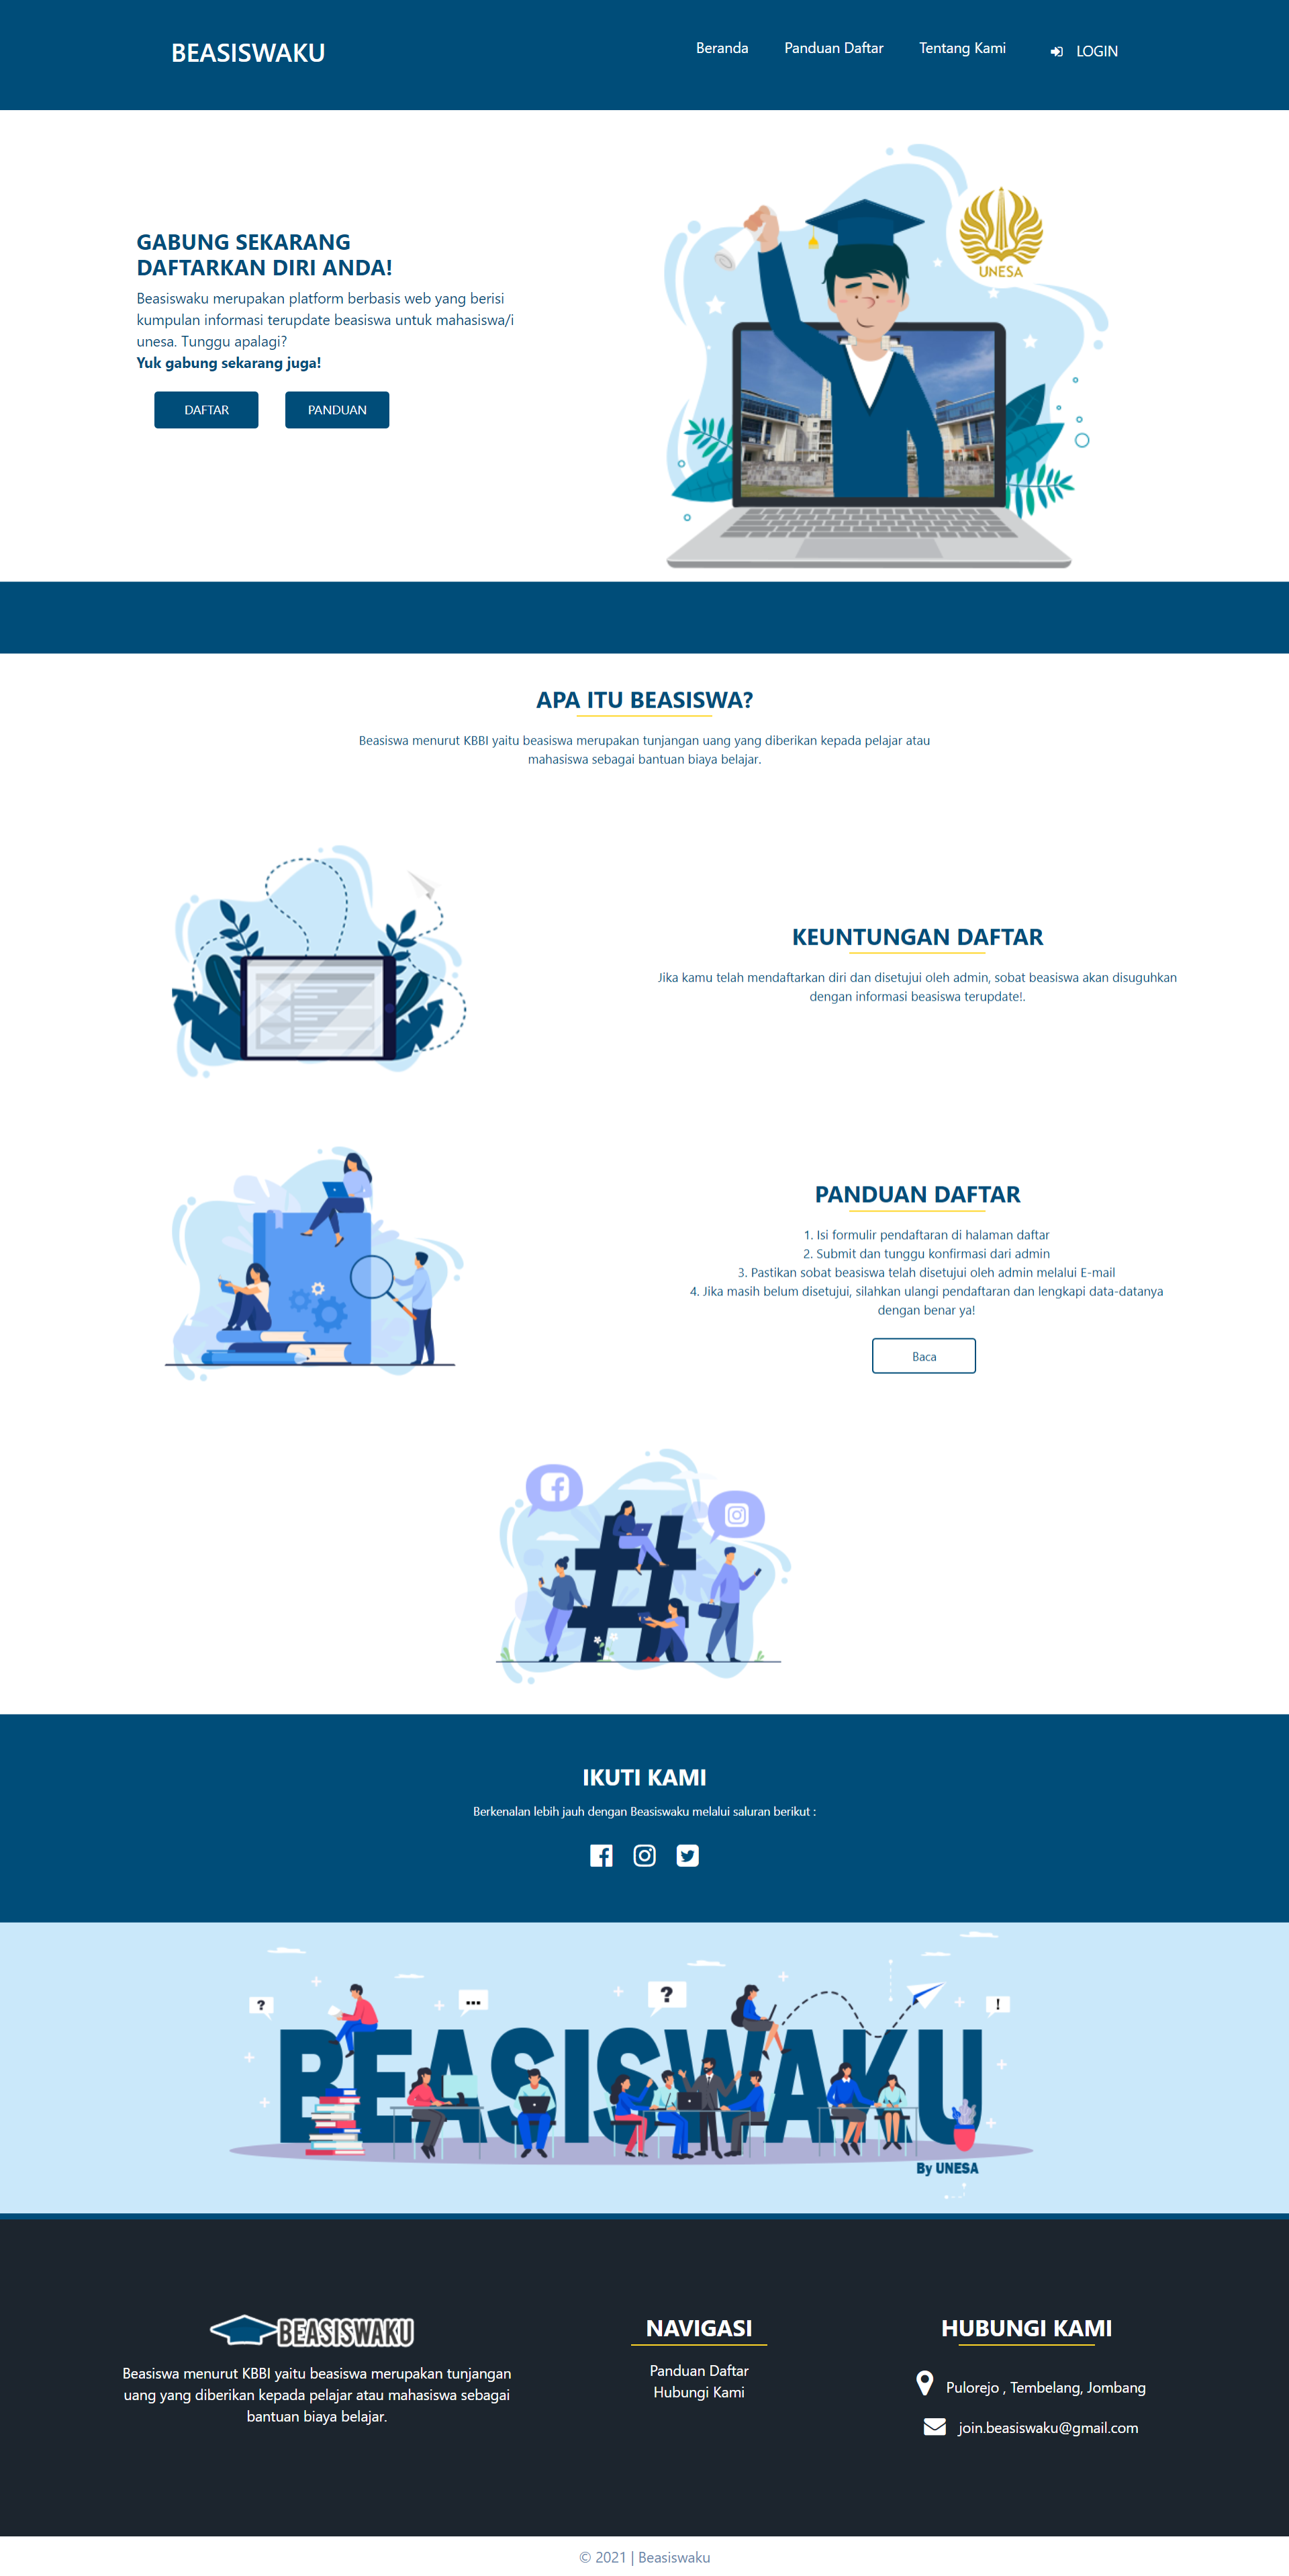 BEASISWAKU
Beranda
Panduan Daftar
Tentang Kami
LOGIN
UNESA
GABUNG SEKARANG
DAFTARKAN DIRI ANDA!
Beasiswaku merupakan platform berbasis web yang berisi
kumpulan informasi terupdate beasiswa untuk mahasiswa/i
unesa. Tunggu apalagi?
Yuk gabung sekarang juga!
DAFTAR
PANDUAN
APA ITU BEASISWA?
Beasiswa menurut KBBI yaitu beasiswa merupakan tunjangan uang yang diberikan kepada pelajar atau
mahasiswa sebagai bantuan biaya belajar.
KEUNTUNGAN DAFTAR
Jika kamu telah mendaftarkan diri dan disetujui oleh admin, sobat beasiswa akan disuguhkan
dengan informasi beasiswa terupdate!.
PANDUAN DAFTAR
1. Isi formulir pendaftaran di halaman daftar
2. Submit dan tunggu konfirmasi dari admin
3. Pastikan sobat beasiswa telah disetujui oleh admin melalui E-mail
4. Jika masih belum disetujui, silahkan ulangi pendaftaran dan lengkapi data-datanya
dengan benar ya!
Baca
#
IKUTI KAMI
Berkenalan lebih jauh dengan Beasiswaku melalui saluran berikut :
? ... ? !
BEASISWAKU
By UNESA
BEASISWAKU
Beasiswa menurut KBBI yaitu beasiswa merupakan tunjangan
uang yang diberikan kepada pelajar atau mahasiswa sebagai
bantuan biaya belajar.
NAVIGASI
Panduan Daftar
Hubungi Kami
HUBUNGI KAMI
Pulorejo , Tembelang, Jombang
join.beasiswaku@gmail.com
© 2021 | Beasiswaku